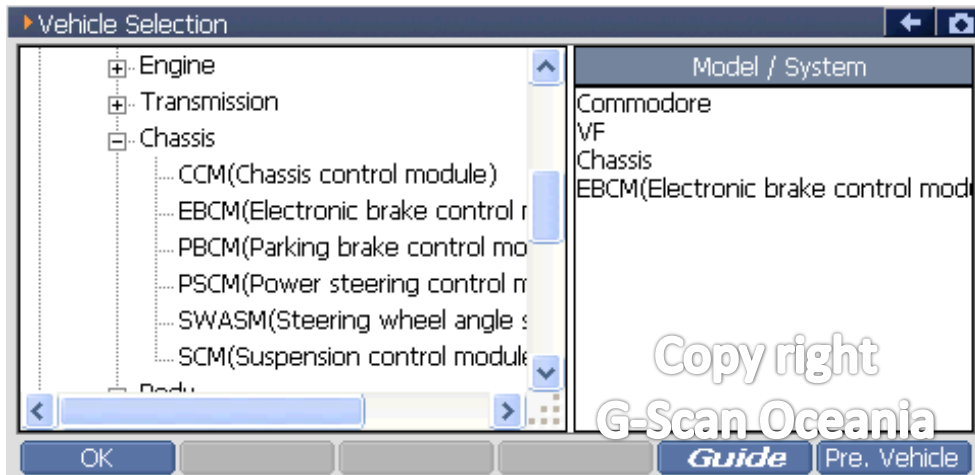 Vehicle Selection
Engine
Transmission
Chassis
CCM(Chassis control module)
EBCM(Electronic brake control
PBCM(Parking brake control mo
PSCM(Power steering control
SWASM(Steering wheel angle
SCM(Suspension control module
Body
Model / System
Commodore
VF
Chassis
EBCM(Electronic brake control modu
Copy right
G-Scan Oceania
OK
Guide
Pre. Vehicle